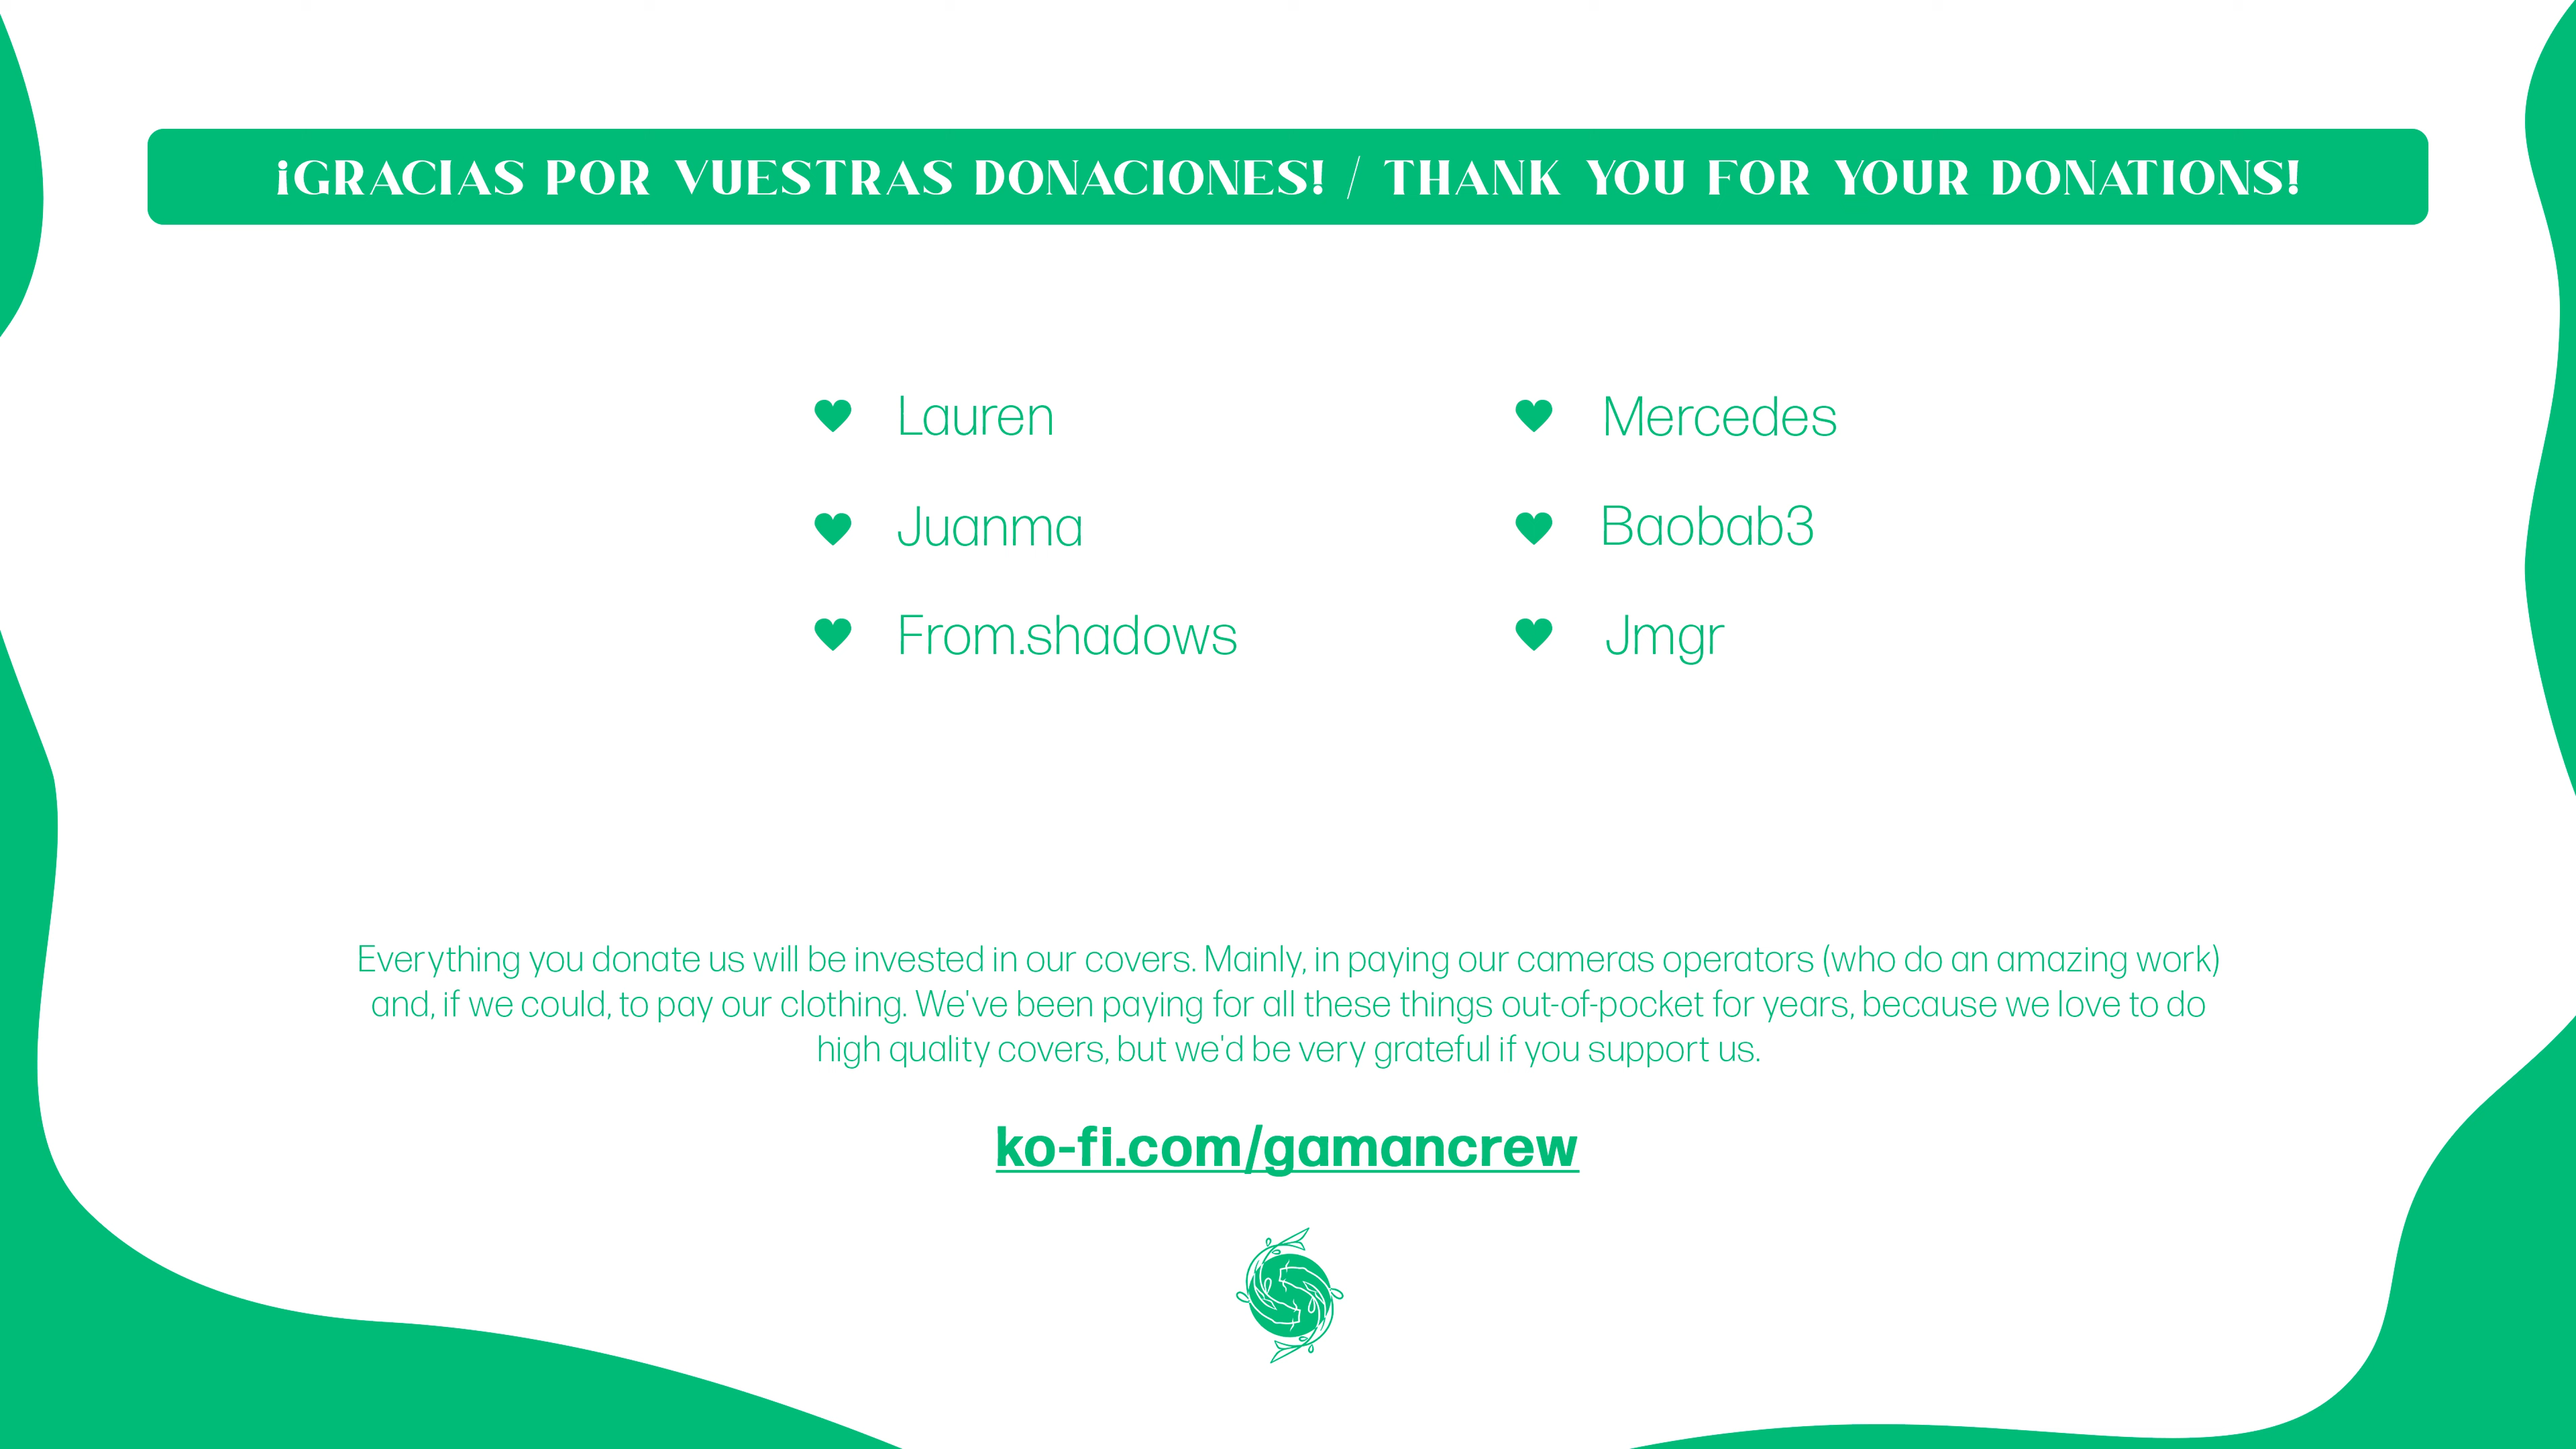 ¡GRACIAS POR VUESTRAS DONACIONES! / THANK YOU FOR YOUR DONATIONS!
Lauren
Juanma
From.shadows
Mercedes
Baobab3
Jmgr
Everything you donate us will be invested in our covers. Mainly, in paying our cameras operators (who do an amazing work)
and, if we could, to pay our clothing. We've been paying for all these things out-of-pocket for years, because we love to do
high quality covers, but we'd be very grateful if you support us.
ko-fi.com/gamancrew